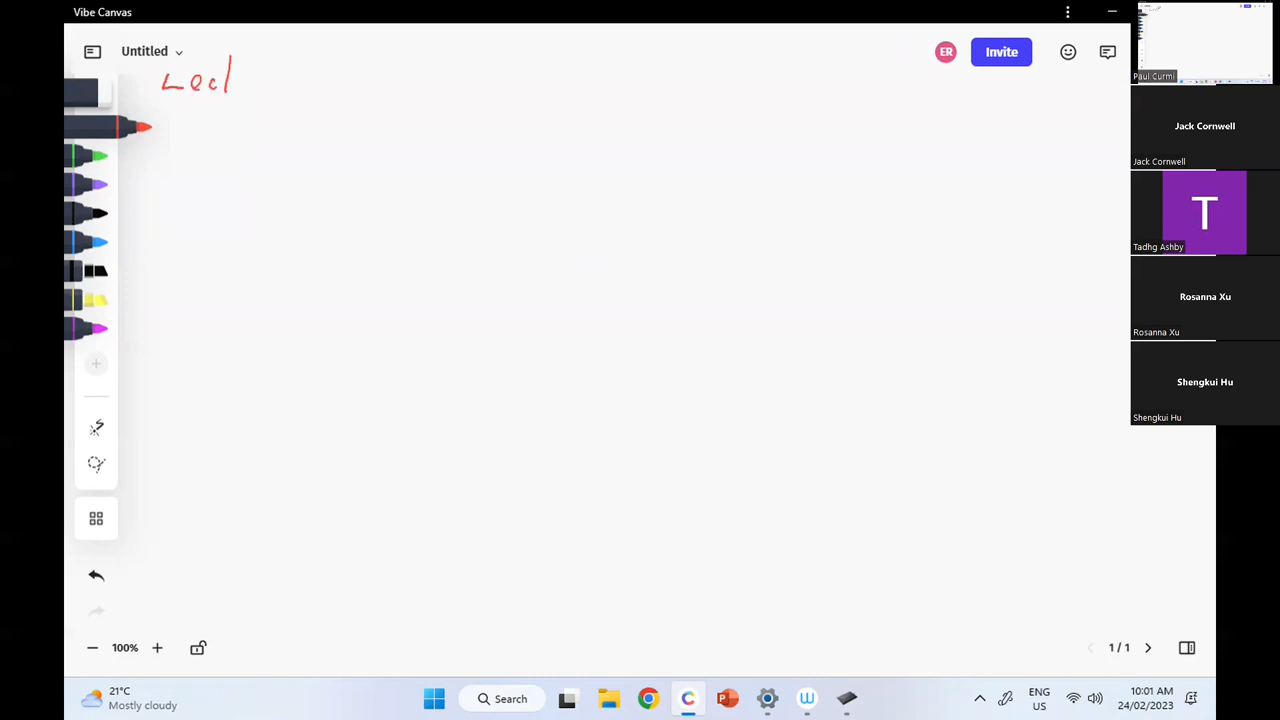 Vibe Canvas
Untitled
ER
Invite
Lect
100%
1 / 1
Paul Curmi
Jack Cornwell
Jack Cornwell
T
Tadhg Ashby
Rosanna Xu
Rosanna Xu
Shengkui Hu
Shengkui Hu
21°C
Mostly cloudy
Search
ENG
US
10:01 AM
24/02/2023